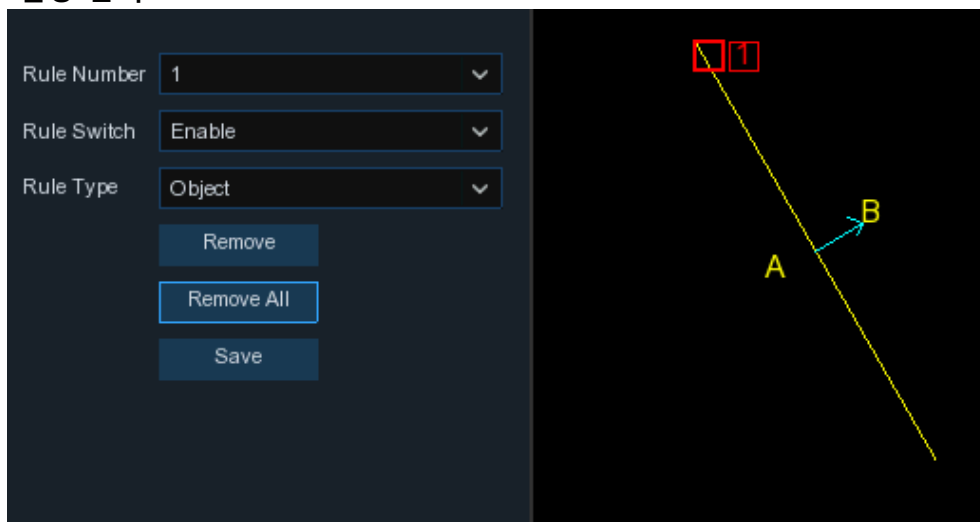 Rule Number 1
Rule Switch Enable
Rule Type Object
Remove
Remove All
Save
1
B
A